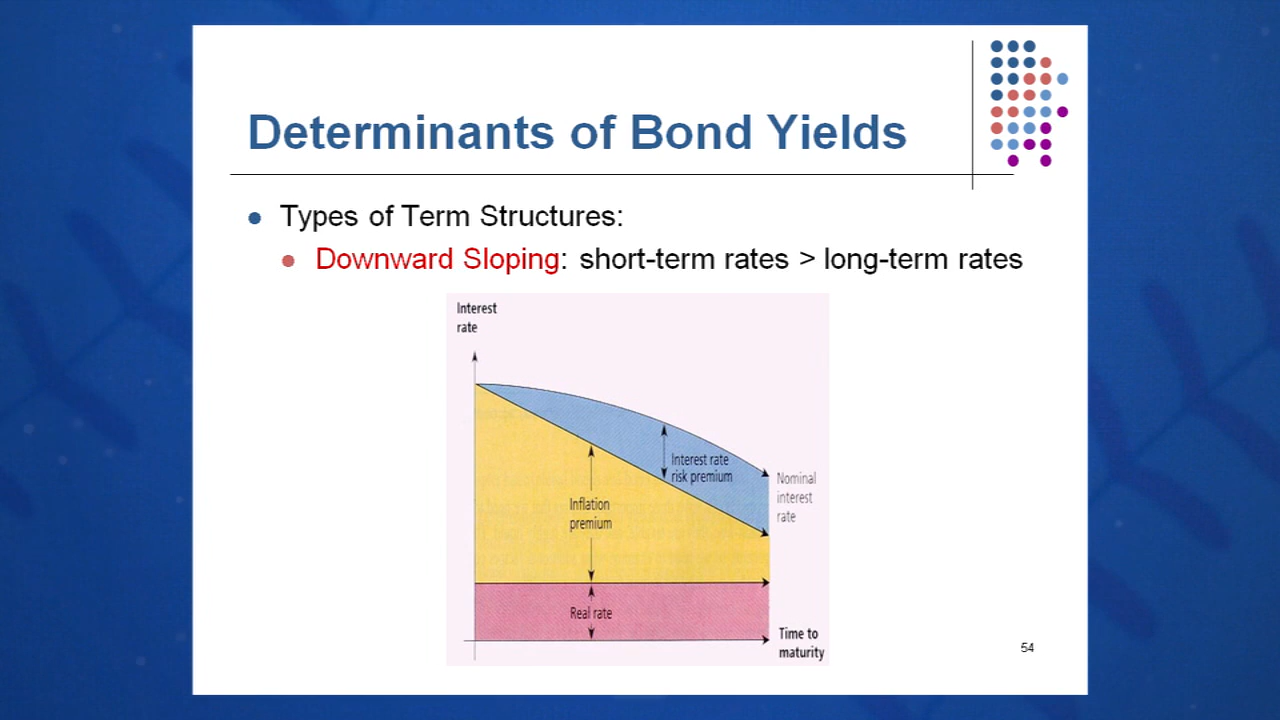 Determinants of Bond Yields
Types of Term Structures:
Downward Sloping: short-term rates > long-term rates
Interest
rate
Interest rate
risk premium
Nominal
interest
rate
Inflation
premium
Real rate
Time to
maturity
54